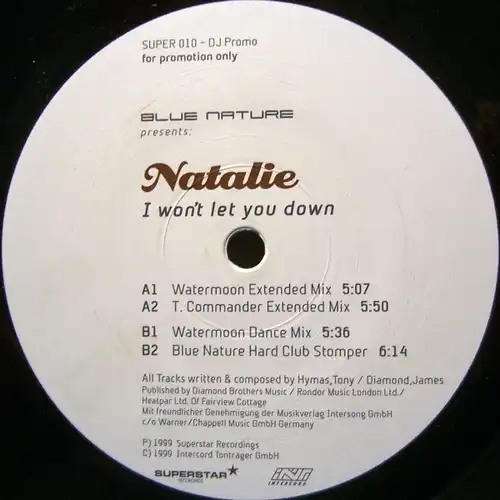 SUPER 010 - DJ Promo
for promotion only
BLUE NATURE
presents:
Natalie
I won't let you down
A1 Watermoon Extended Mix 5:07
A2 T. Commander Extended Mix 5:50
B1 Watermoon Dance Mix 5:36
B2 Blue Nature Hard Club Stomper 6:14
All Tracks written & composed by Hymas,Tony / Diamond,James
Published by Diamond Brothers Music / Rondor Music London Ltd./
Healpar Ltd. Of Fairview Cottage
Mit freundlicher Genehmigung der Musikverlag Intersong GmbH
c/o Warner/Chappell Music GmbH Germany
P) 1999 Superstar Recordings
C) 1999 Intercord Tonträger GmbH
SUPERSTAR
RECORDINGS
INT
INTERCORD